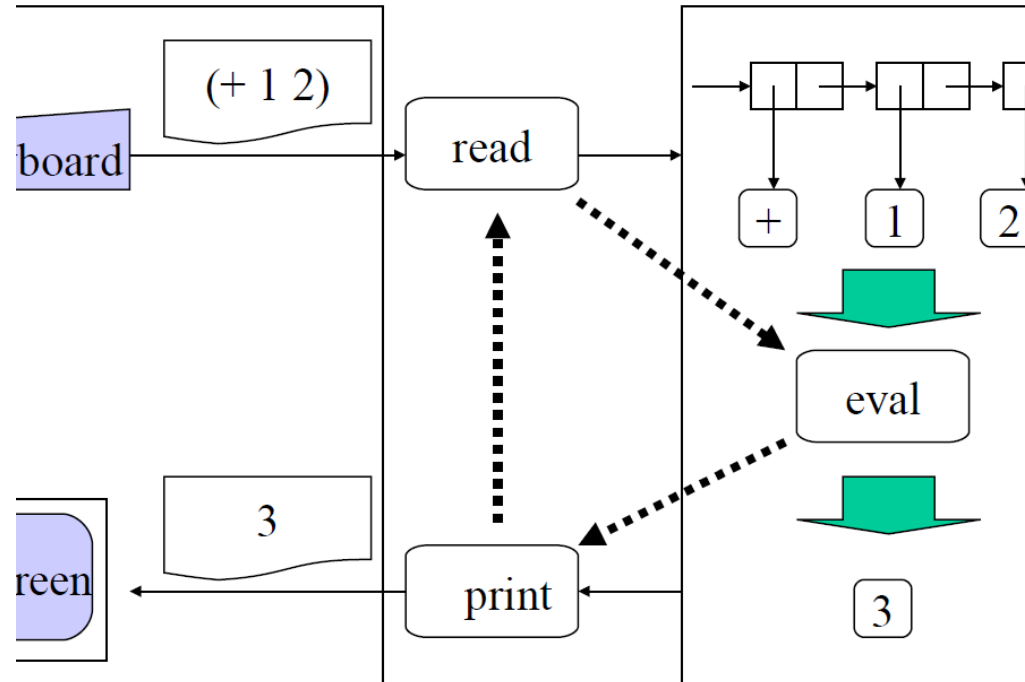 (+ 1 2)
board
read
+
1
2
eval
3
reen
print
3